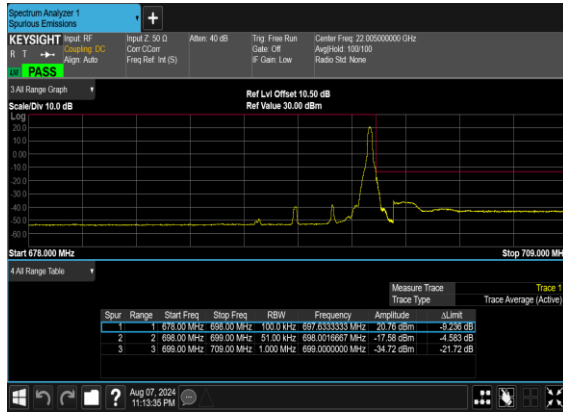 Spectrum Analyzer 1
Spurious Emissions
KEYSIGHT
R T
PASS
Input: RF
Coupling: DC
Align: Auto
Input Z: 50 Ω
Corr CCorr
Freq Ref: Int (S)
Atten: 40 dB
Trig: Free Run
Gate: Off
IF Gain: Low
Center Freq: 22.005000000 GHz
Avg|Hold: 100/100
Radio Std: None
3 All Range Graph
Scale/Div 10.0 dB
Ref Lvl Offset 10.50 dB
Ref Value 30.00 dBm
Log
20.0
10.0
0.00
-10.0
-20.0
-30.0
-40.0
-50.0
-60.0
Start 678.000 MHz
Stop 709.000 MH
4 All Range Table
Measure Trace Trace 1
Trace Type Trace Average (Active)
Spur Range Start Freq Stop Freq RBW Frequency Amplitude ΔLimit
1 1 678.00 MHz 698.00 MHz 100.0 kHz 697.6333333 MHz 20.76 dBm -9.236 dB
2 2 698.00 MHz 699.00 MHz 51.00 kHz 698.0016667 MHz -17.58 dBm -4.583 dB
3 3 699.00 MHz 709.00 MHz 1.000 MHz 699.0000000 MHz -34.72 dBm -21.72 dB
Aug 07, 2024
11:13:35 PM